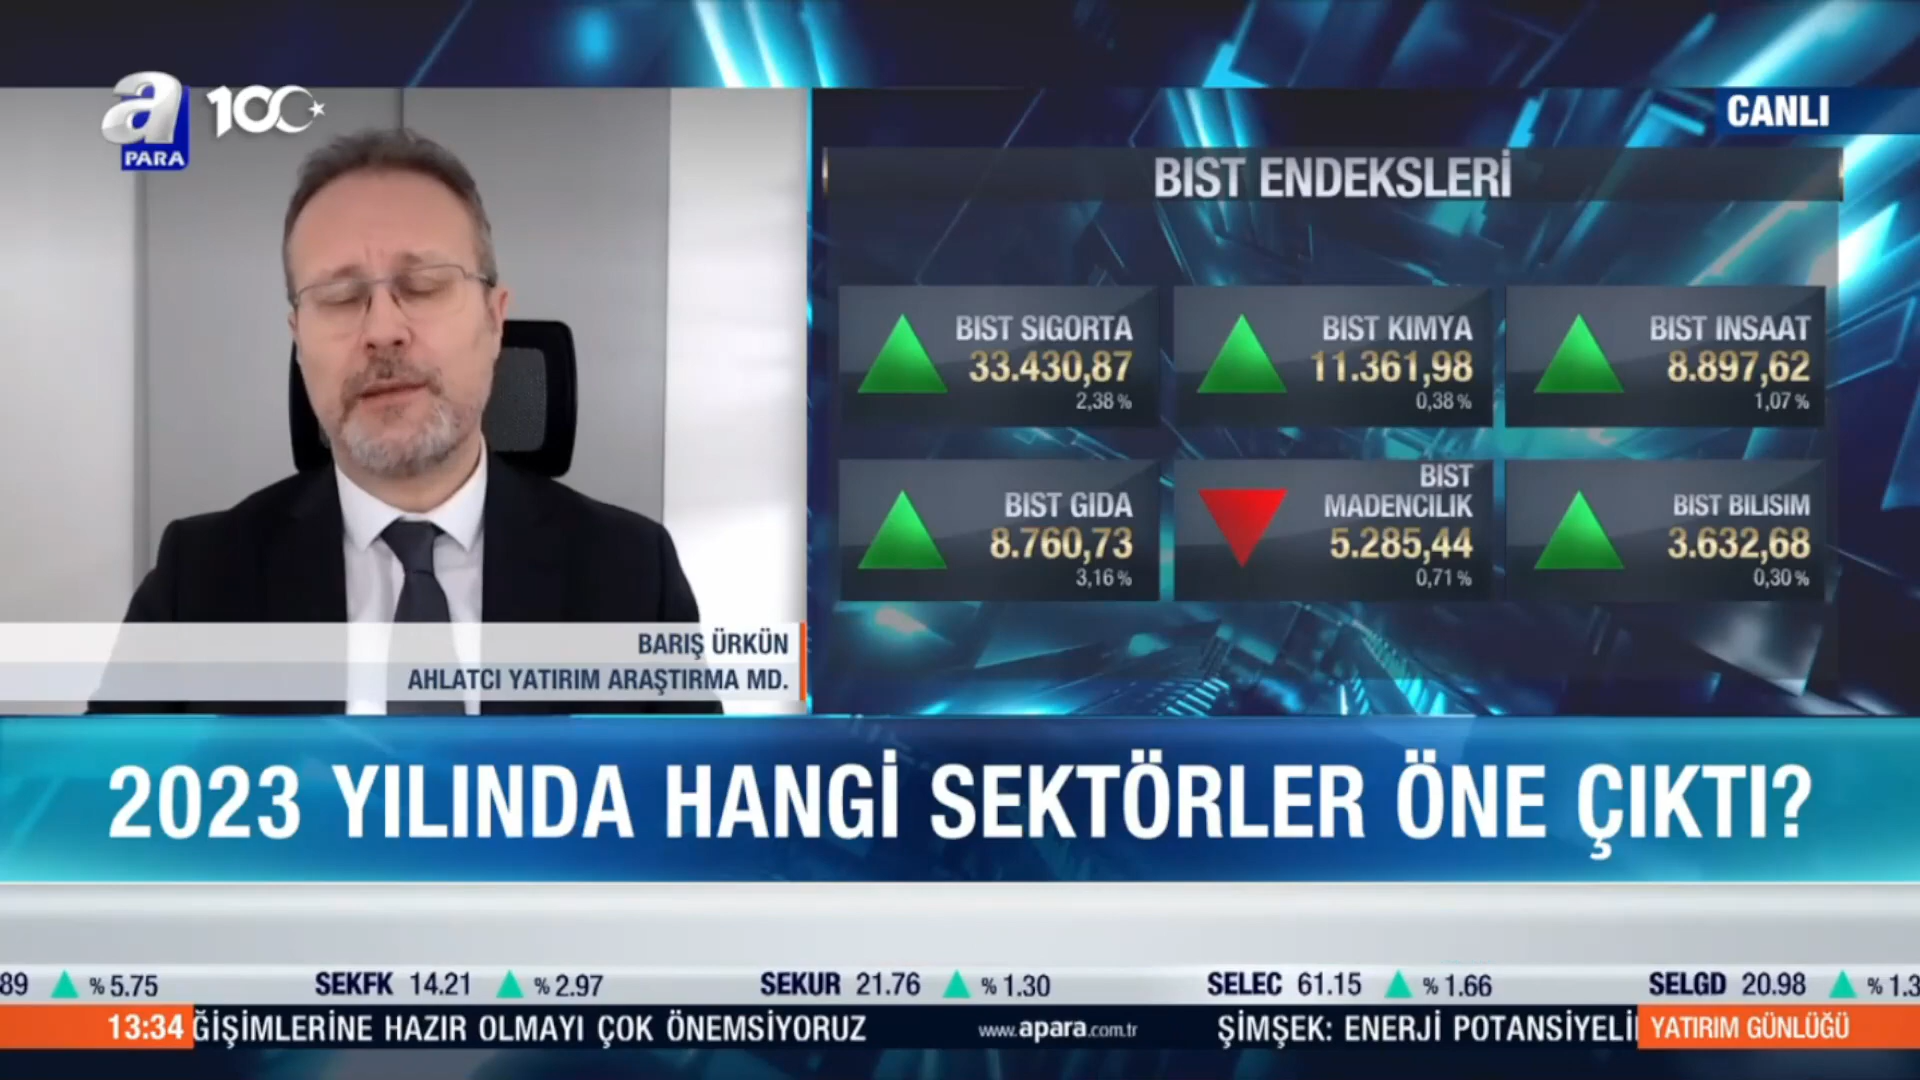 a
PARA
100
CANLI
BIST ENDEKSLERİ
BIST SIGORTA
33.430,87
2,38 %
BIST KIMYA
11.361,98
0,38 %
BIST INSAAT
8.897,62
1,07 %
BIST GIDA
8.760,73
3,16 %
BIST
MADENCILIK
5.285,44
0,71 %
BIST BILISIM
3.632,68
0,30 %
BARIŞ ÜRKÜN
AHLATCI YATIRIM ARAŞTIRMA MD.
2023 YILINDA HANGİ SEKTÖRLER ÖNE ÇIKTI?
89 % 5.75 SEKFK 14.21 % 2.97 SEKUR 21.76 % 1.30 SELEC 61.15 % 1.66 SELGD 20.98 % 1.3
13:34 ĞİŞİMLERİNE HAZIR OLMAYI ÇOK ÖNEMSİYORUZ www.apara.com.tr ŞİMŞEK: ENERJİ POTANSİYELİ YATIRIM GÜNLÜĞÜ